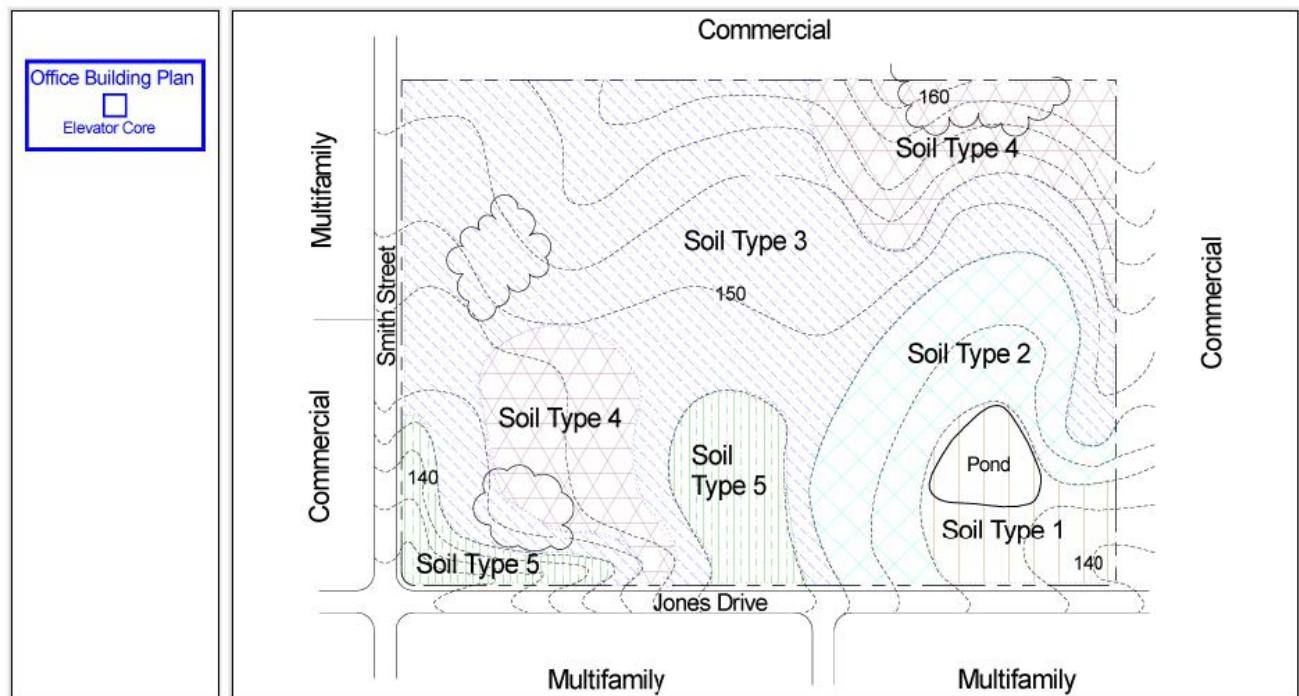 Office Building Plan
Elevator Core
Commercial
160
Soil Type 4
Multifamily
Soil Type 3
Smith Street
150
Commercial
Soil Type 2
Soil Type 4
Commercial
Soil
Type 5
Pond
140
Soil Type 1
Soil Type 5
140
Jones Drive
Multifamily
Multifamily